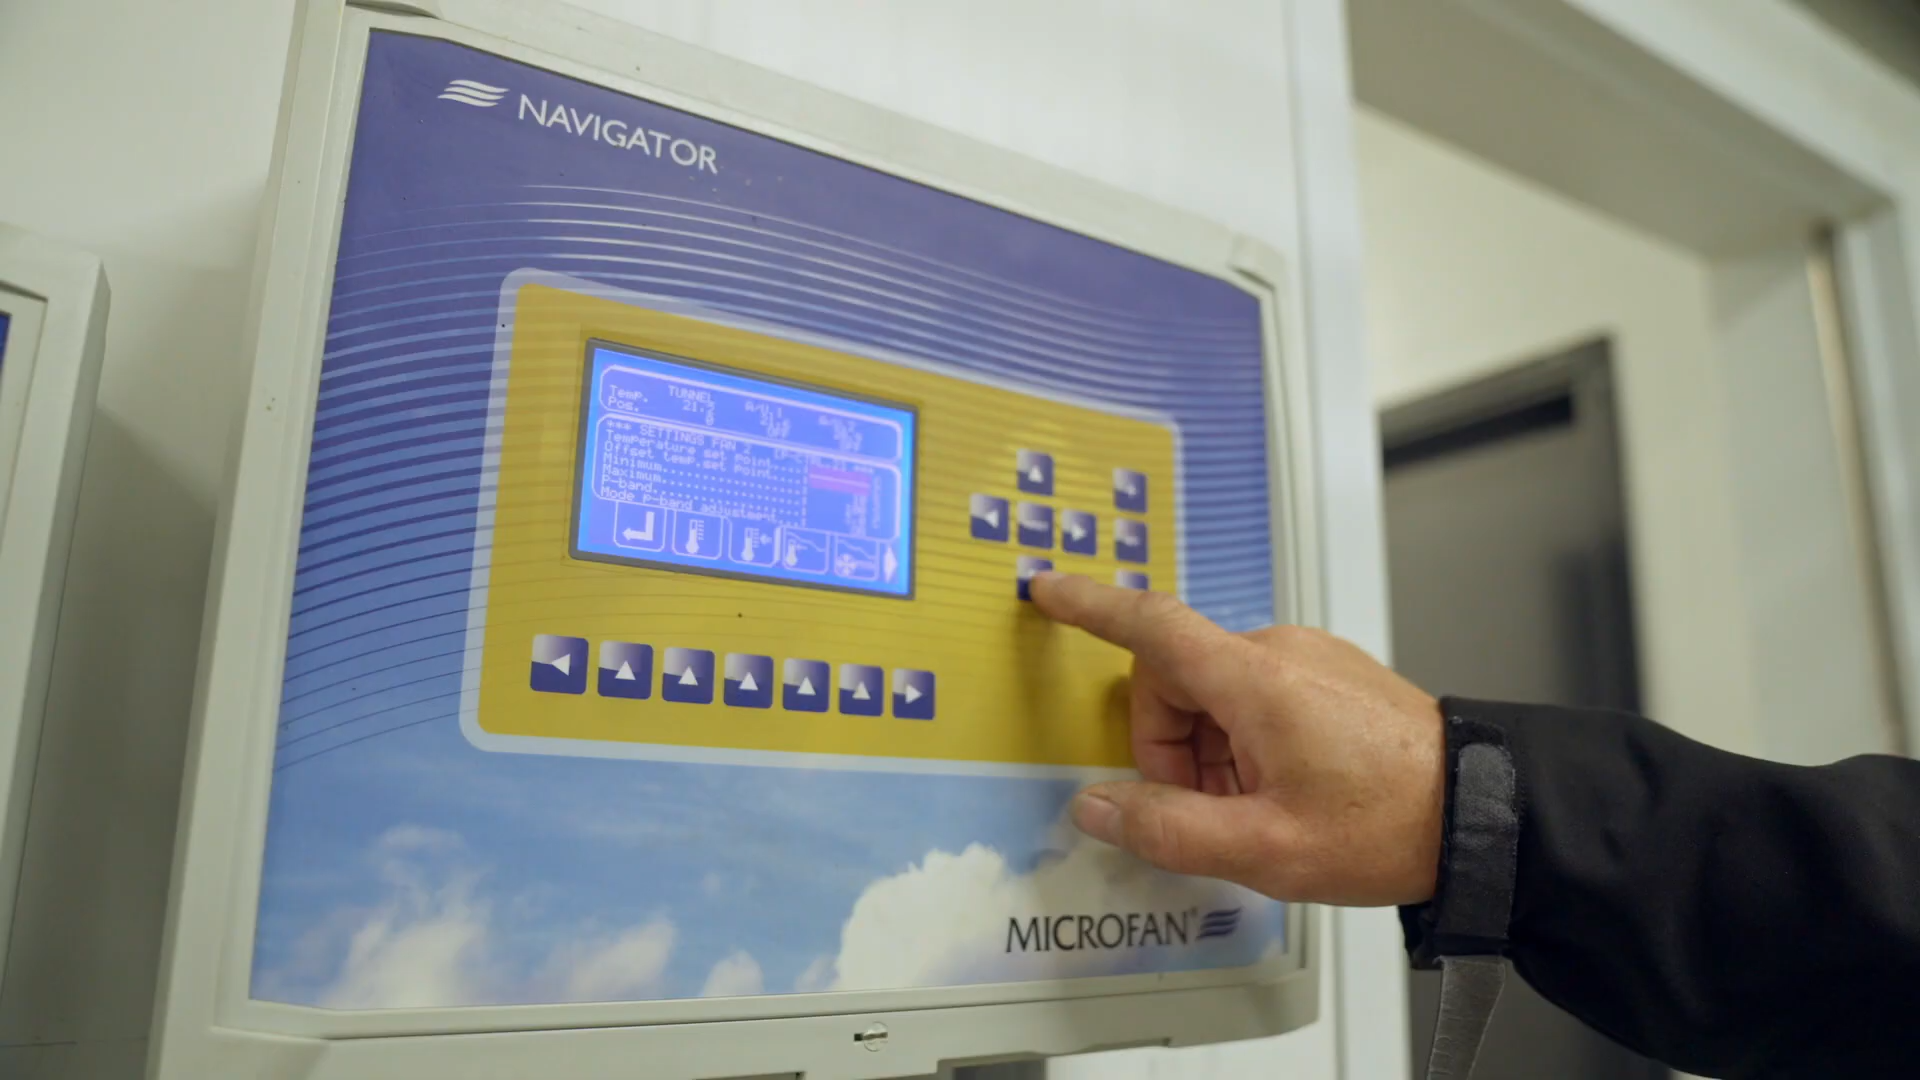 NAVIGATOR
TUNNEL
Temp. 21.
Pos.
*** SETTINGS FAN 2
Temperature set point....
Offset temp.set point....
Minimum..................
Maximum..................
P-band...................
Mode p-band adjustment...
MICROFAN®